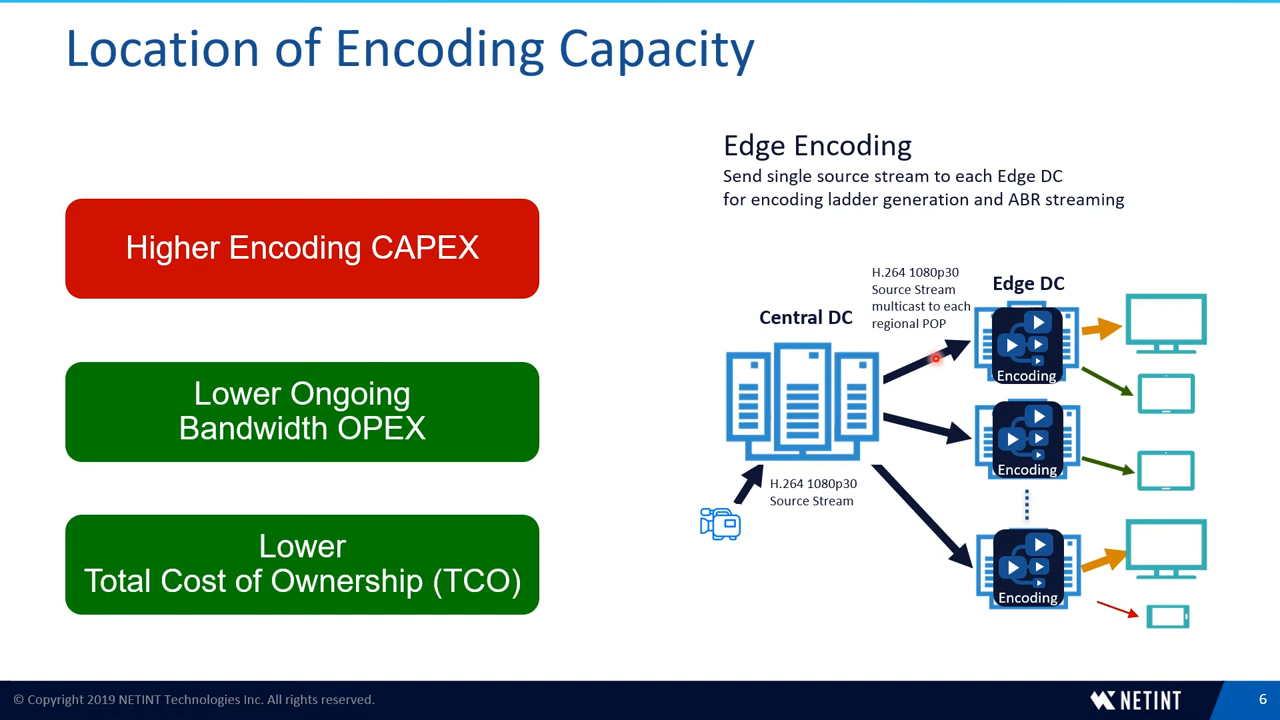 Location of Encoding Capacity
Higher Encoding CAPEX
Lower Ongoing
Bandwidth OPEX
Lower
Total Cost of Ownership (TCO)
Edge Encoding
Send single source stream to each Edge DC
for encoding ladder generation and ABR streaming
H.264 1080p30
Source Stream
multicast to each
regional POP
Edge DC
Central DC
Encoding
Encoding
H.264 1080p30
Source Stream
Encoding
© Copyright 2019 NETINT Technologies Inc. All rights reserved.
NETINT
6